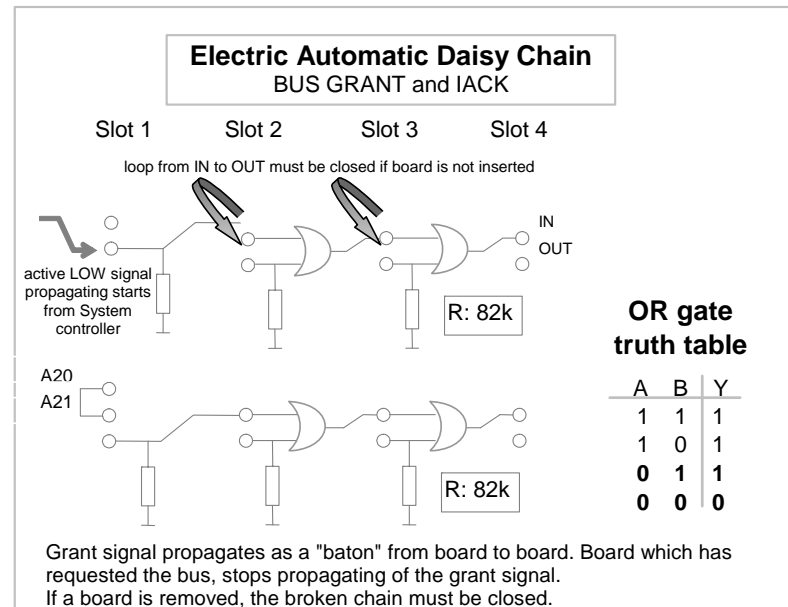 Electric Automatic Daisy Chain
BUS GRANT and IACK
Slot 1 Slot 2 Slot 3 Slot 4
loop from IN to OUT must be closed if board is not inserted
IN
OUT
active LOW signal
propagating starts
from System
controller
R: 82k
OR gate
truth table
A B Y
1 1 1
1 0 1
0 1 1
0 0 0
A20
A21
R: 82k
Grant signal propagates as a "baton" from board to board. Board which has
requested the bus, stops propagating of the grant signal.
If a board is removed, the broken chain must be closed.